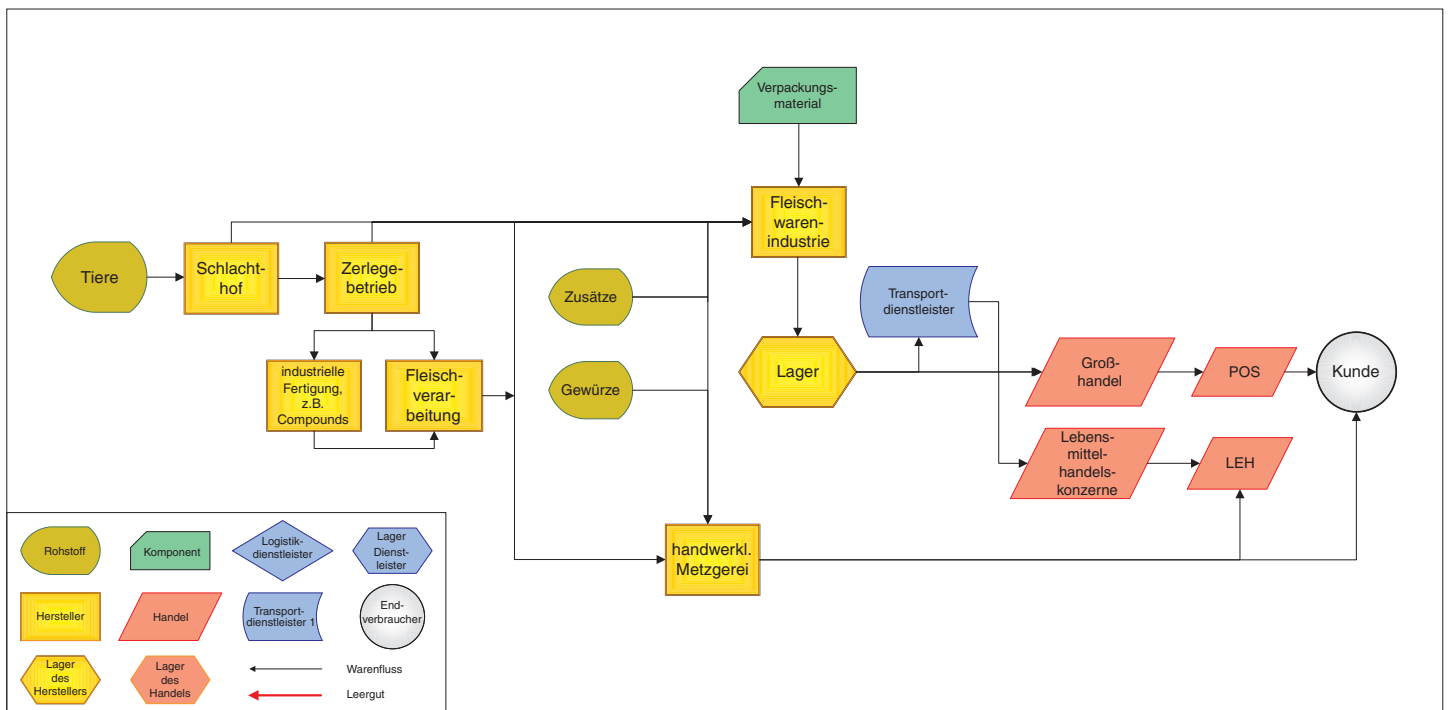 Verpackungs-
material
Fleisch-
waren-
industrie
Tiere
Schlacht-
hof
Zerlege-
betrieb
Zusätze
Transport-
dienstleister
industrielle
Fertigung,
z.B.
Compounds
Fleisch-
verar-
beitung
Gewürze
Lager
Groß-
handel
POS
Kunde
Lebens-
mittel-
handels-
konzerne
LEH
handwerkl.
Metzgerei
Rohstoff
Komponent
Logistik-
dienstleister
Lager
Dienst-
leister
Hersteller
Handel
Transport-
dienstleister 1
End-
verbraucher
Lager
des
Herstellers
Lager
des
Handels
Warenfluss
Leergut